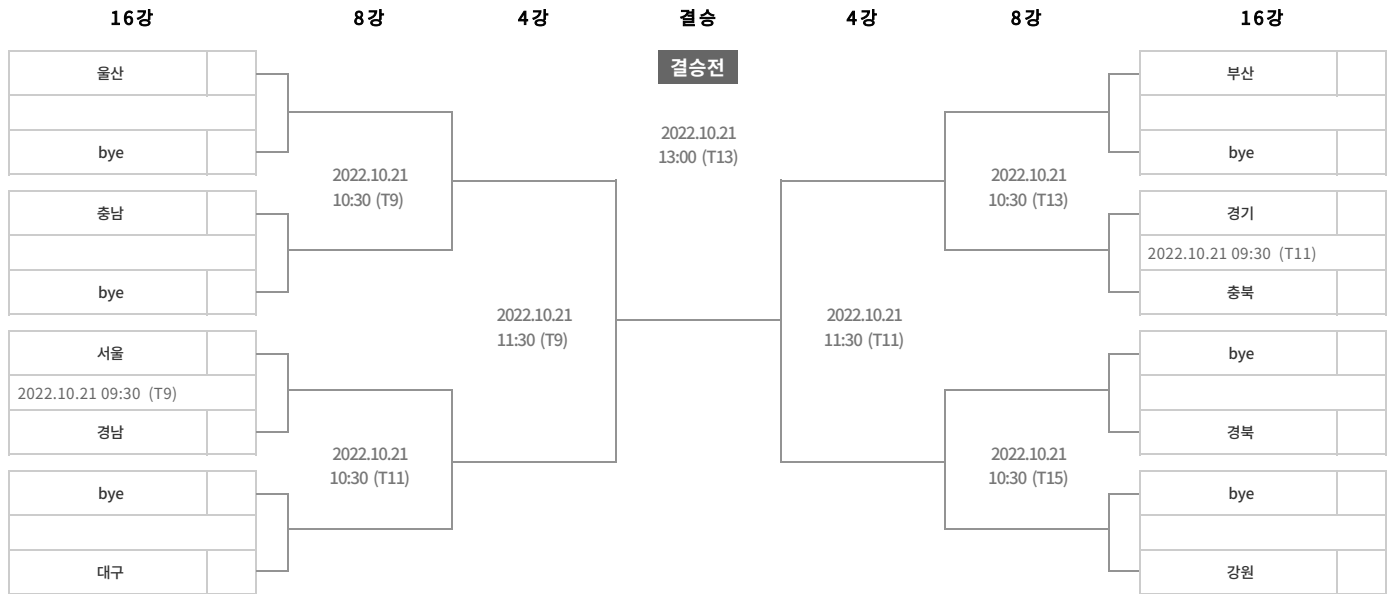 16강 8강 4강 결승 4강 8강 16강
울산
bye
충남
bye
서울
2022.10.21 09:30 (T9)
경남
bye
대구
2022.10.21
10:30 (T9)
2022.10.21
10:30 (T11)
2022.10.21
11:30 (T9)
결승전
2022.10.21
13:00 (T13)
2022.10.21
11:30 (T11)
2022.10.21
10:30 (T13)
2022.10.21
10:30 (T15)
부산
bye
경기
2022.10.21 09:30 (T11)
충북
bye
경북
bye
강원